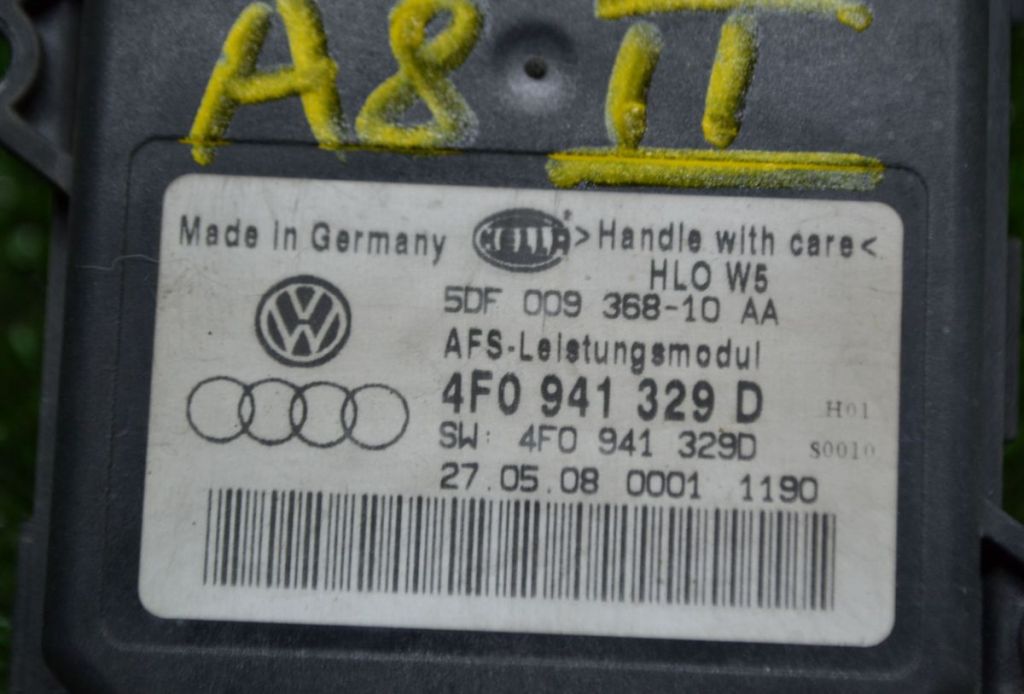 A8 II
Made in Germany HELLA >Handle with care<
HLO W5
5DF 009 368-10 AA
AFS-Leistungsmodul
4F0 941 329 D H01
SW: 4F0 941 329D S0010
27.05.08 0001 1190